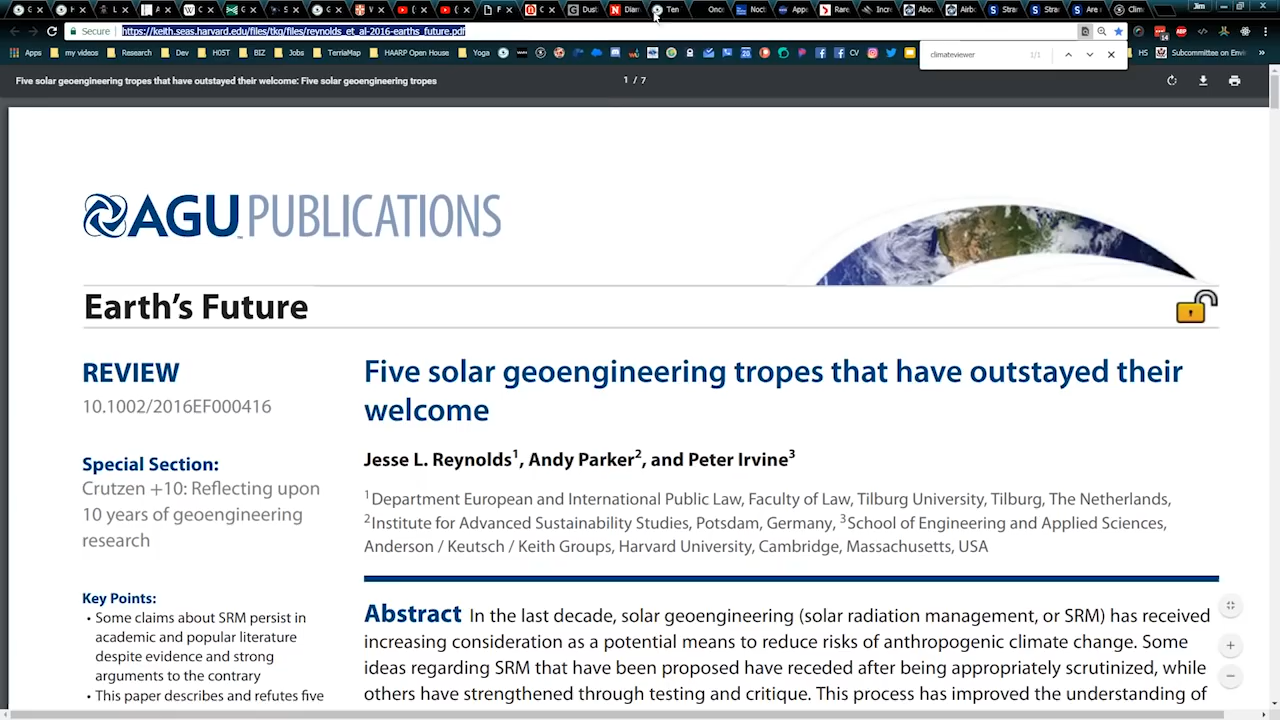 Jim
Secure
https://keith.seas.harvard.edu/files/tkg/files/reynolds_et_al-2016-earths_future.pdf
Apps my videos Research Dev HOST BIZ Jobs TerriaMap HAARP Open House Yoga CV HS Subcommittee on Envi
climateviewer 1/1
Five solar geoengineering tropes that have outstayed their welcome: Five solar geoengineering tropes
1 / 7
AGU PUBLICATIONS
Earth's Future
REVIEW
10.1002/2016EF000416
Special Section:
Crutzen +10: Reflecting upon
10 years of geoengineering
research
Key Points:
• Some claims about SRM persist in
academic and popular literature
despite evidence and strong
arguments to the contrary
• This paper describes and refutes five
Five solar geoengineering tropes that have outstayed their
welcome
Jesse L. Reynolds1, Andy Parker2, and Peter Irvine3
1Department European and International Public Law, Faculty of Law, Tilburg University, Tilburg, The Netherlands,
2Institute for Advanced Sustainability Studies, Potsdam, Germany, 3School of Engineering and Applied Sciences,
Anderson / Keutsch / Keith Groups, Harvard University, Cambridge, Massachusetts, USA
Abstract In the last decade, solar geoengineering (solar radiation management, or SRM) has received
increasing consideration as a potential means to reduce risks of anthropogenic climate change. Some
ideas regarding SRM that have been proposed have receded after being appropriately scrutinized, while
others have strengthened through testing and critique. This process has improved the understanding of